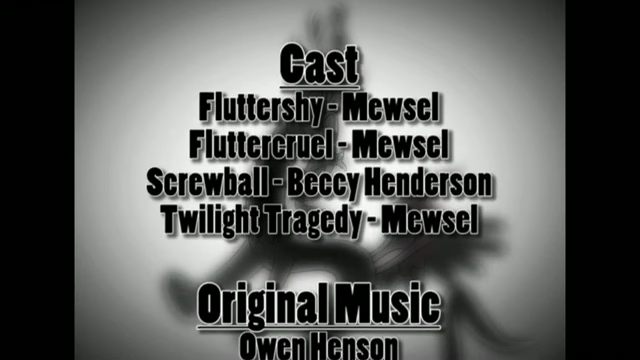 Cast
Fluttershy - Mewsel
Fluttercruel - Mewsel
Screwball - Beccy Henderson
Twilight Tragedy - Mewsel
Original Music
Owen Henson